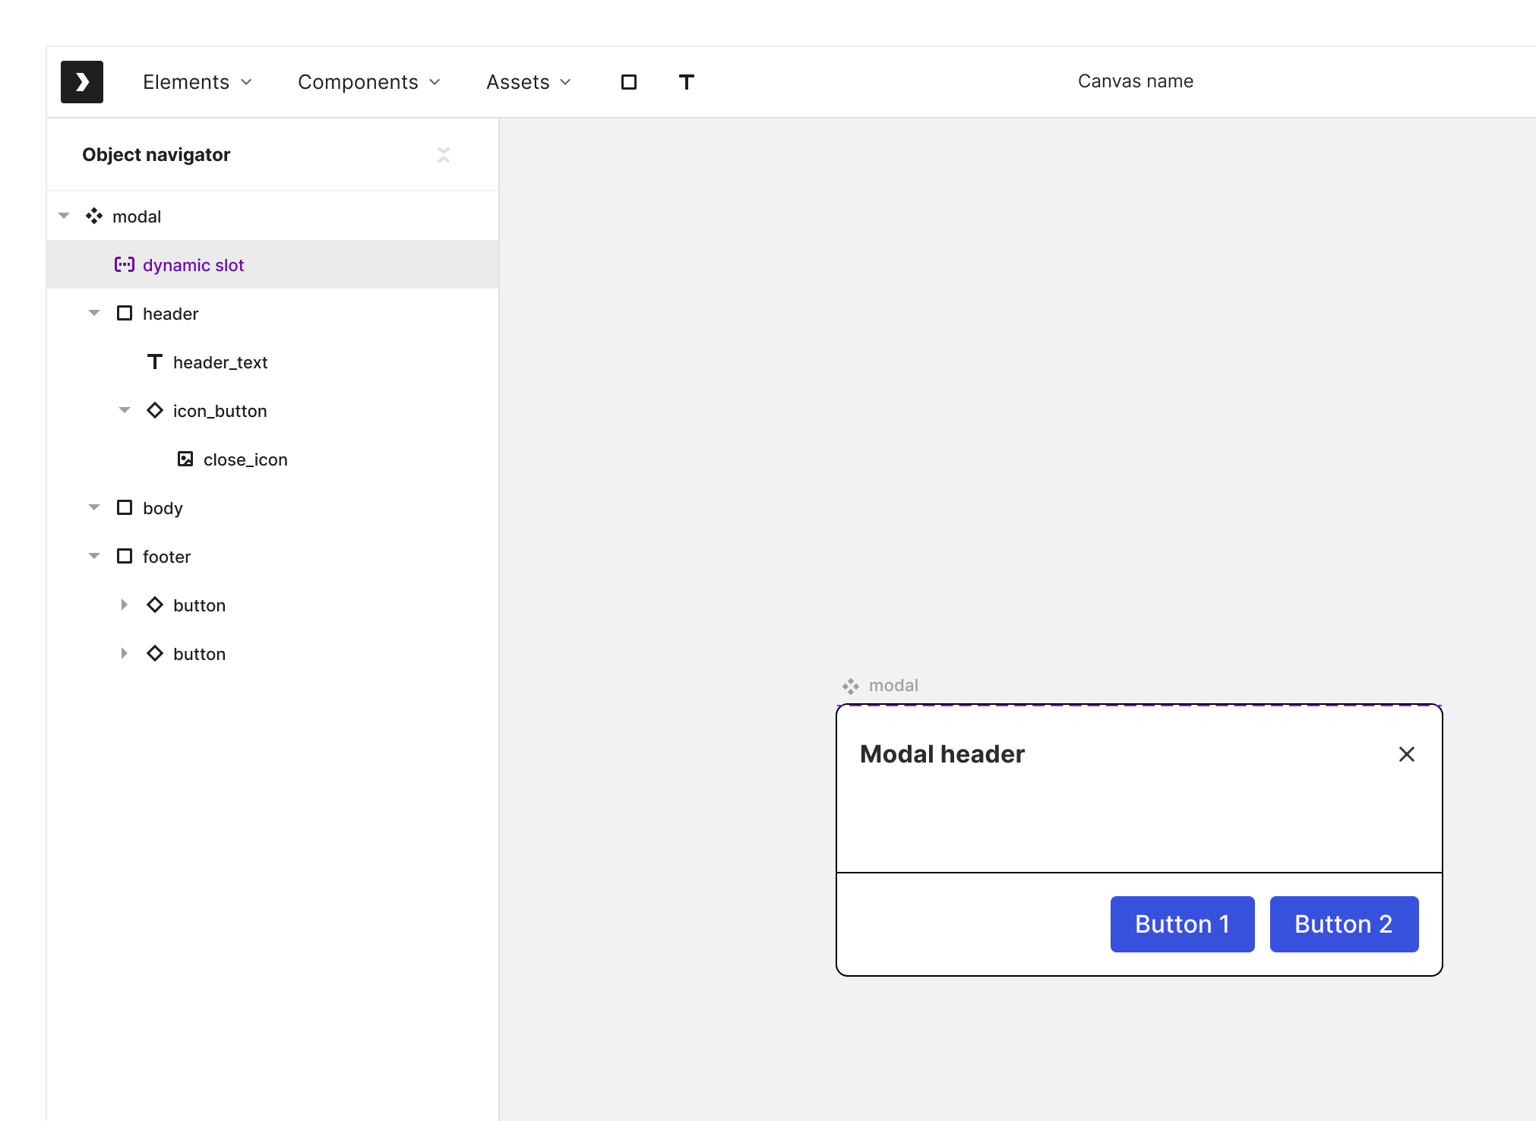 Elements
Components
Assets
T
Canvas name
Object navigator
modal
dynamic slot
header
T header_text
icon_button
close_icon
body
footer
button
button
modal
Modal header
Button 1
Button 2